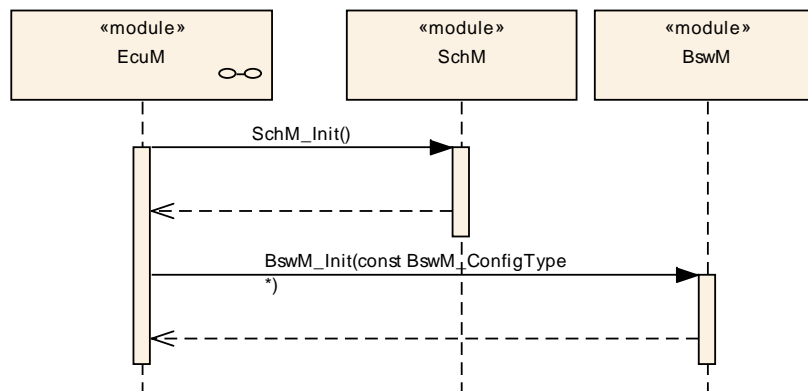 «module»
EcuM
«module»
SchM
«module»
BswM
SchM_Init()
BswM_Init(const BswM_ConfigType
*)